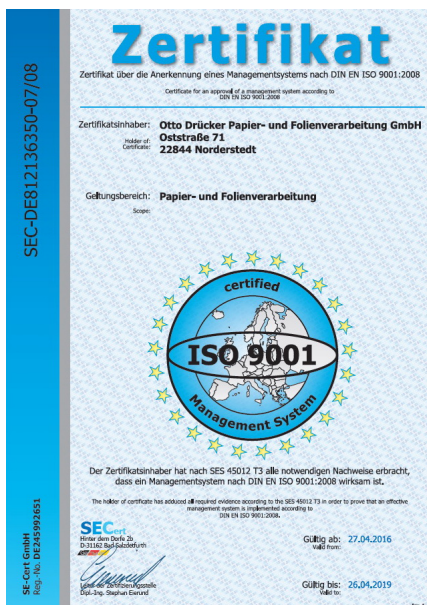 Zertifikat
Zertifikat über die Anerkennung eines Managementsystems nach DIN EN ISO 9001:2008
Certificate for an approval of a management system according to
DIN EN ISO 9001:2008
Zertifikatsinhaber: Otto Drücker Papier- und Folienverarbeitung GmbH
Holder of Certificate: Oststraße 71
22844 Norderstedt
Geltungsbereich: Papier- und Folienverarbeitung
Scope:
certified
ISO 9001
Management System
Der Zertifikatsinhaber hat nach SES 45012 T3 alle notwendigen Nachweise erbracht,
dass ein Managementsystem nach DIN EN ISO 9001:2008 wirksam ist.
The holder of certificate has adduced all required evidence according to the SES 45012 T3 in order to prove that an effective
management system is implemented according to
DIN EN ISO 9001:2008.
SECert
Hinter dem Dorfe 2b
D-31162 Bad Salzdetfurth
Gültig ab: 27.04.2016
Valid from:
Leiter der Zertifizierungsstelle
Dipl.-Ing. Stephan Eierund
Gültig bis: 26.04.2019
Valid to:
SEC-DE812136350-07/08
SE-Cert GmbH
Reg.-No. DE245992651